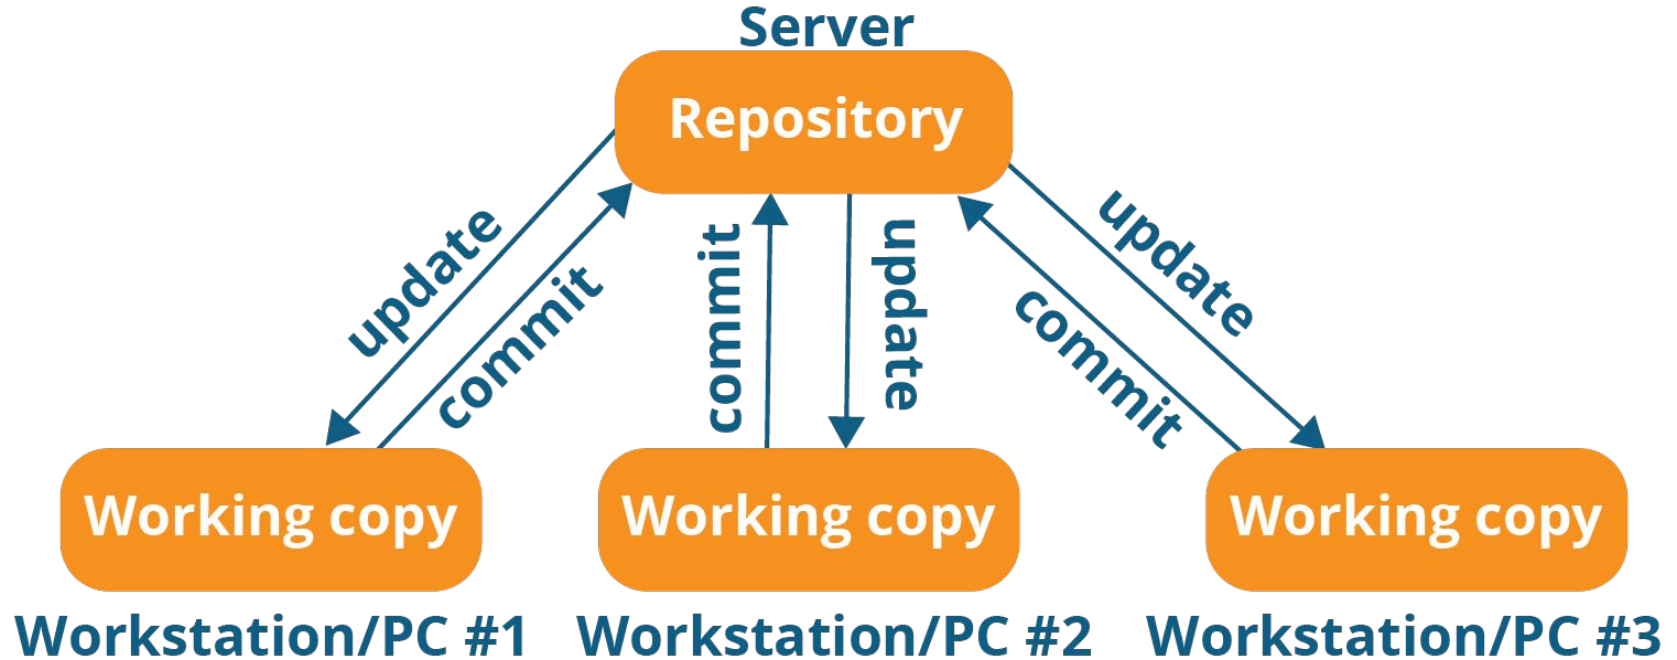 Server
Repository
update
commit
commit
update
update
commit
Working copy
Working copy
Working copy
Workstation/PC #1
Workstation/PC #2
Workstation/PC #3